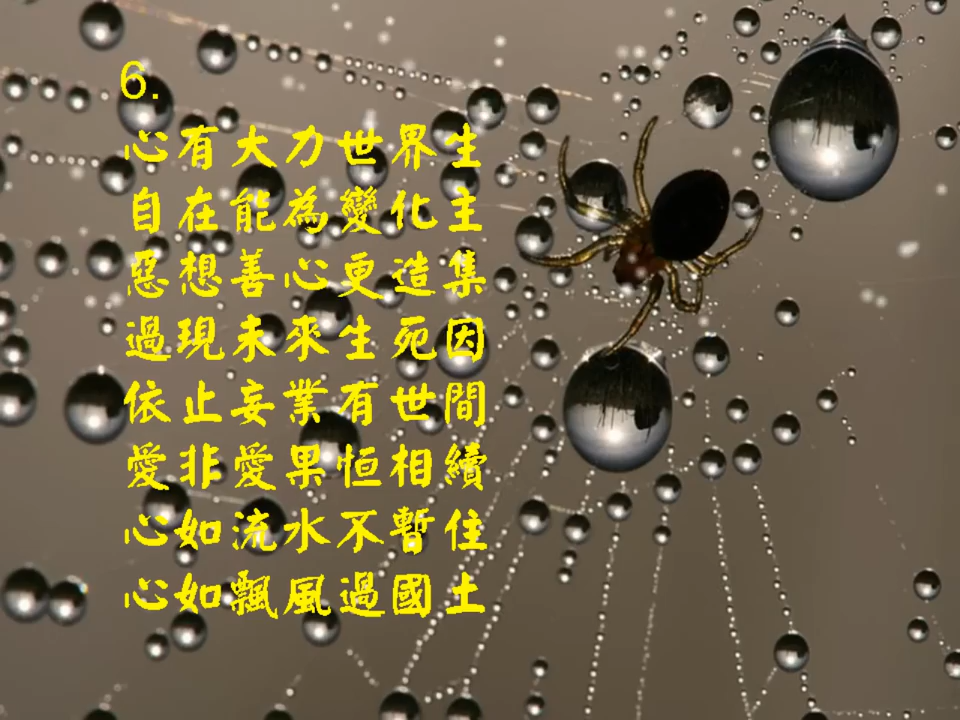 6.
心有大力世界生
自在能為變化主
惡想善心更造集
過現未來生死因
依止妄業有世間
愛非愛果恒相續
心如流水不暫住
心如飄風過國土